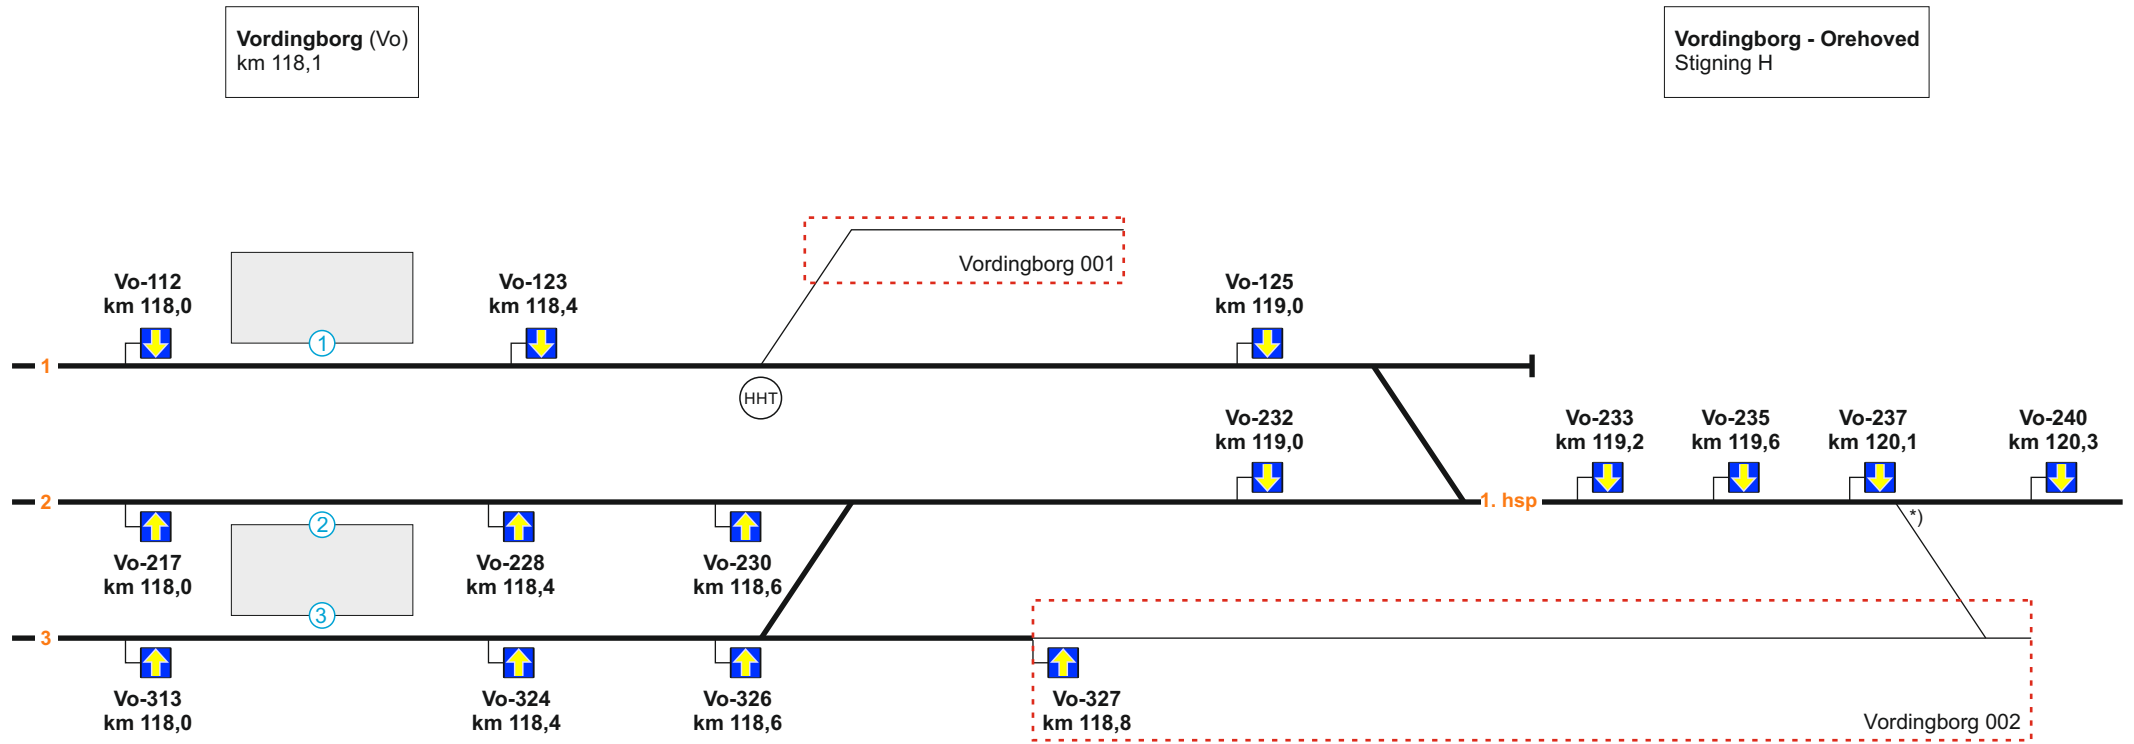 Vordingborg (Vo)
km 118,1
Vordingborg - Orehoved
Stigning H
Vordingborg 001
Vo-112
km 118,0
Vo-123
km 118,4
Vo-125
km 119,0
1
1
HHT
Vo-232
km 119,0
Vo-233
km 119,2
Vo-235
km 119,6
Vo-237
km 120,1
Vo-240
km 120,3
2
1. hsp
*)
2
Vo-217
km 118,0
Vo-228
km 118,4
Vo-230
km 118,6
3
3
Vo-313
km 118,0
Vo-324
km 118,4
Vo-326
km 118,6
Vo-327
km 118,8
Vordingborg 002